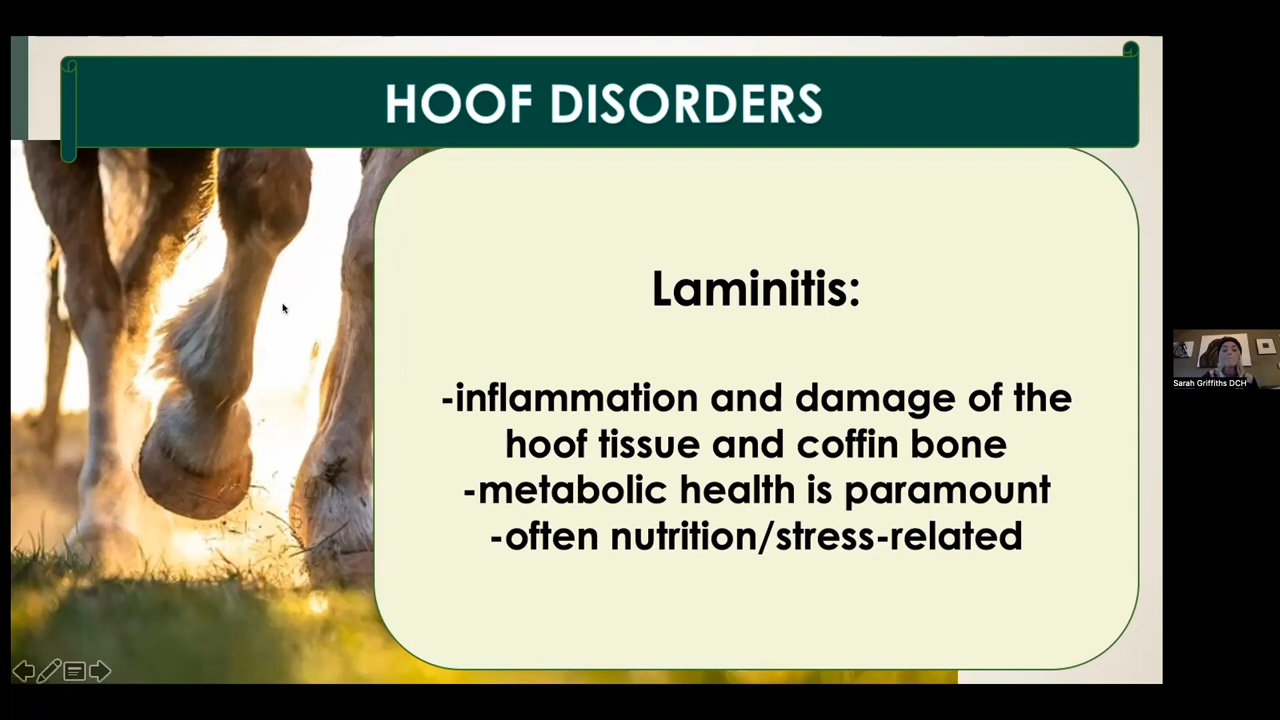 HOOF DISORDERS
Laminitis:
-inflammation and damage of the
hoof tissue and coffin bone
-metabolic health is paramount
-often nutrition/stress-related
Sarah Griffiths DCH